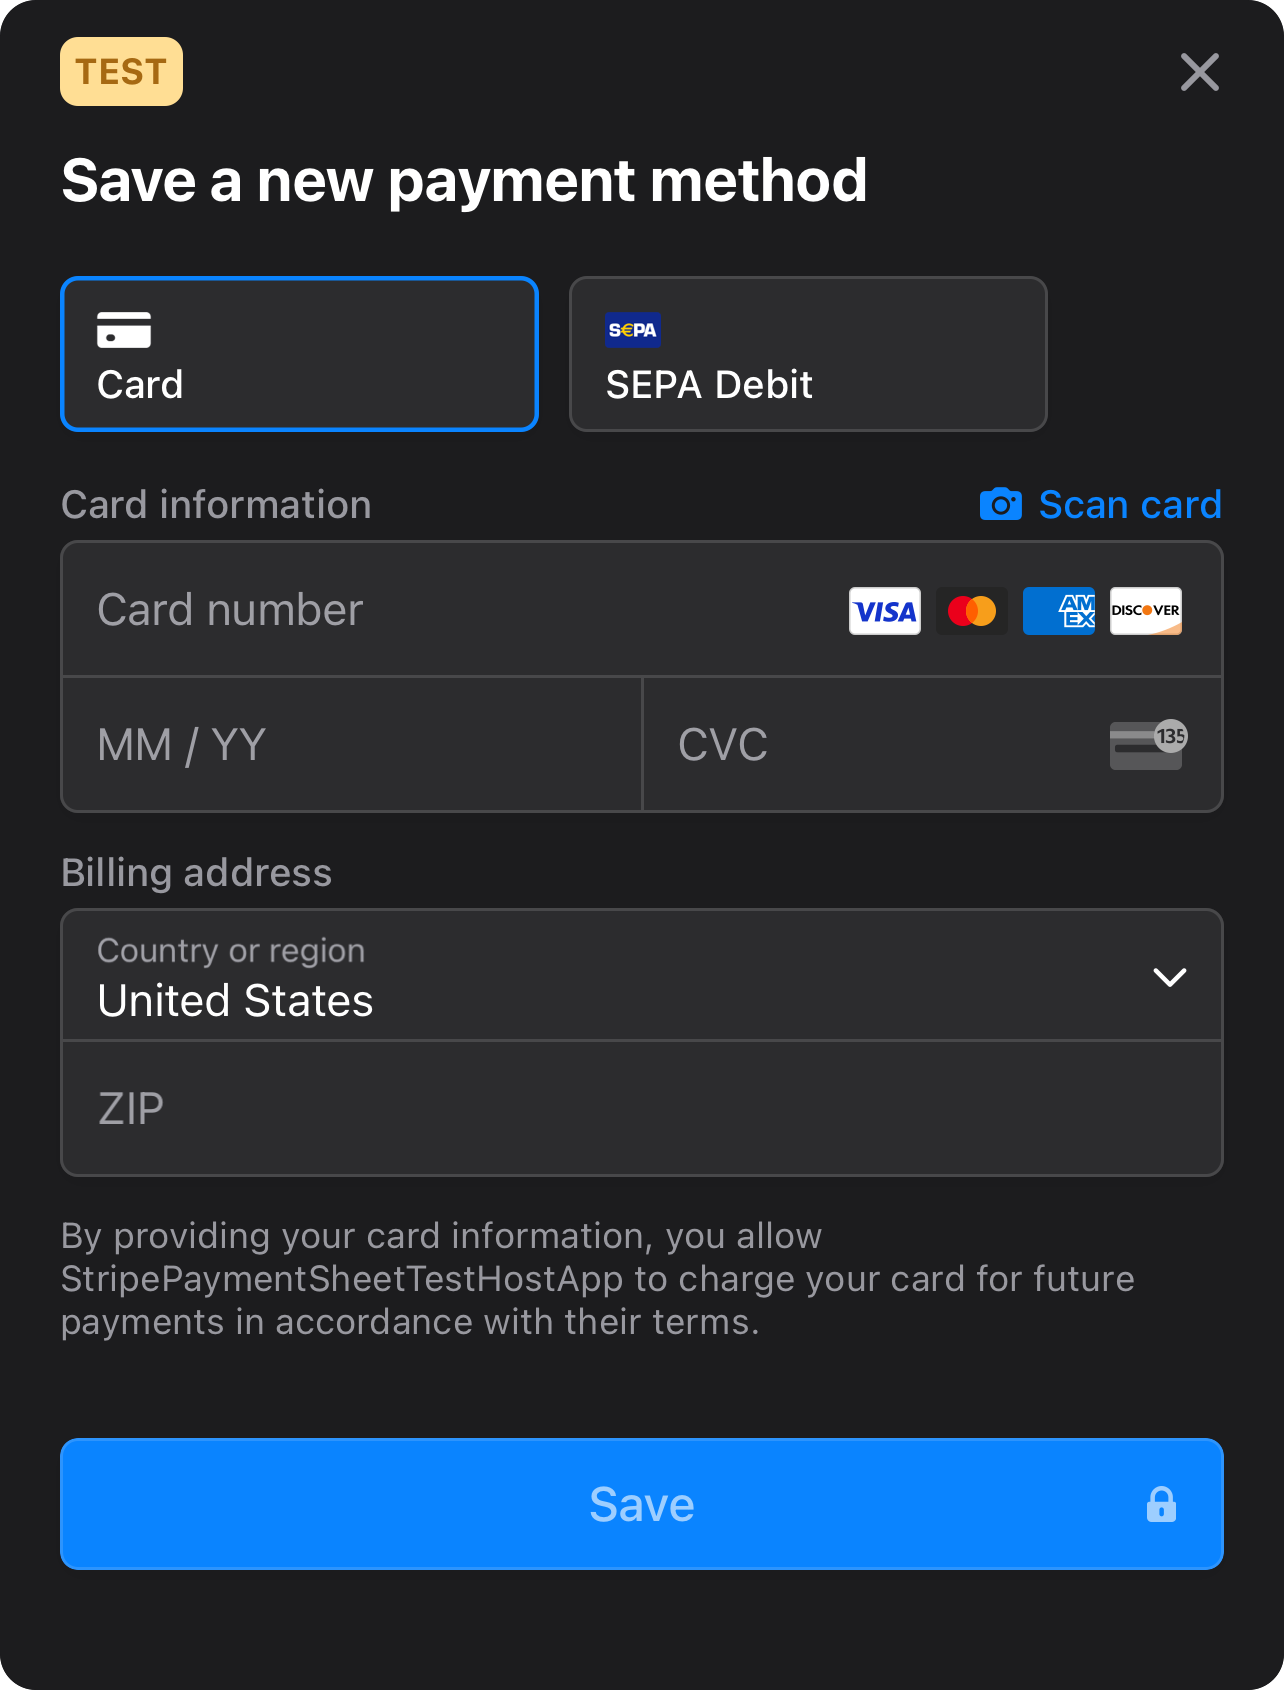 TEST
Save a new payment method
Card
S€PA
SEPA Debit
Card information
Scan card
Card number
VISA
AM
EX
DISCOVER
MM / YY
CVC
135
Billing address
Country or region
United States
ZIP
By providing your card information, you allow
StripePaymentSheetTestHostApp to charge your card for future
payments in accordance with their terms.
Save